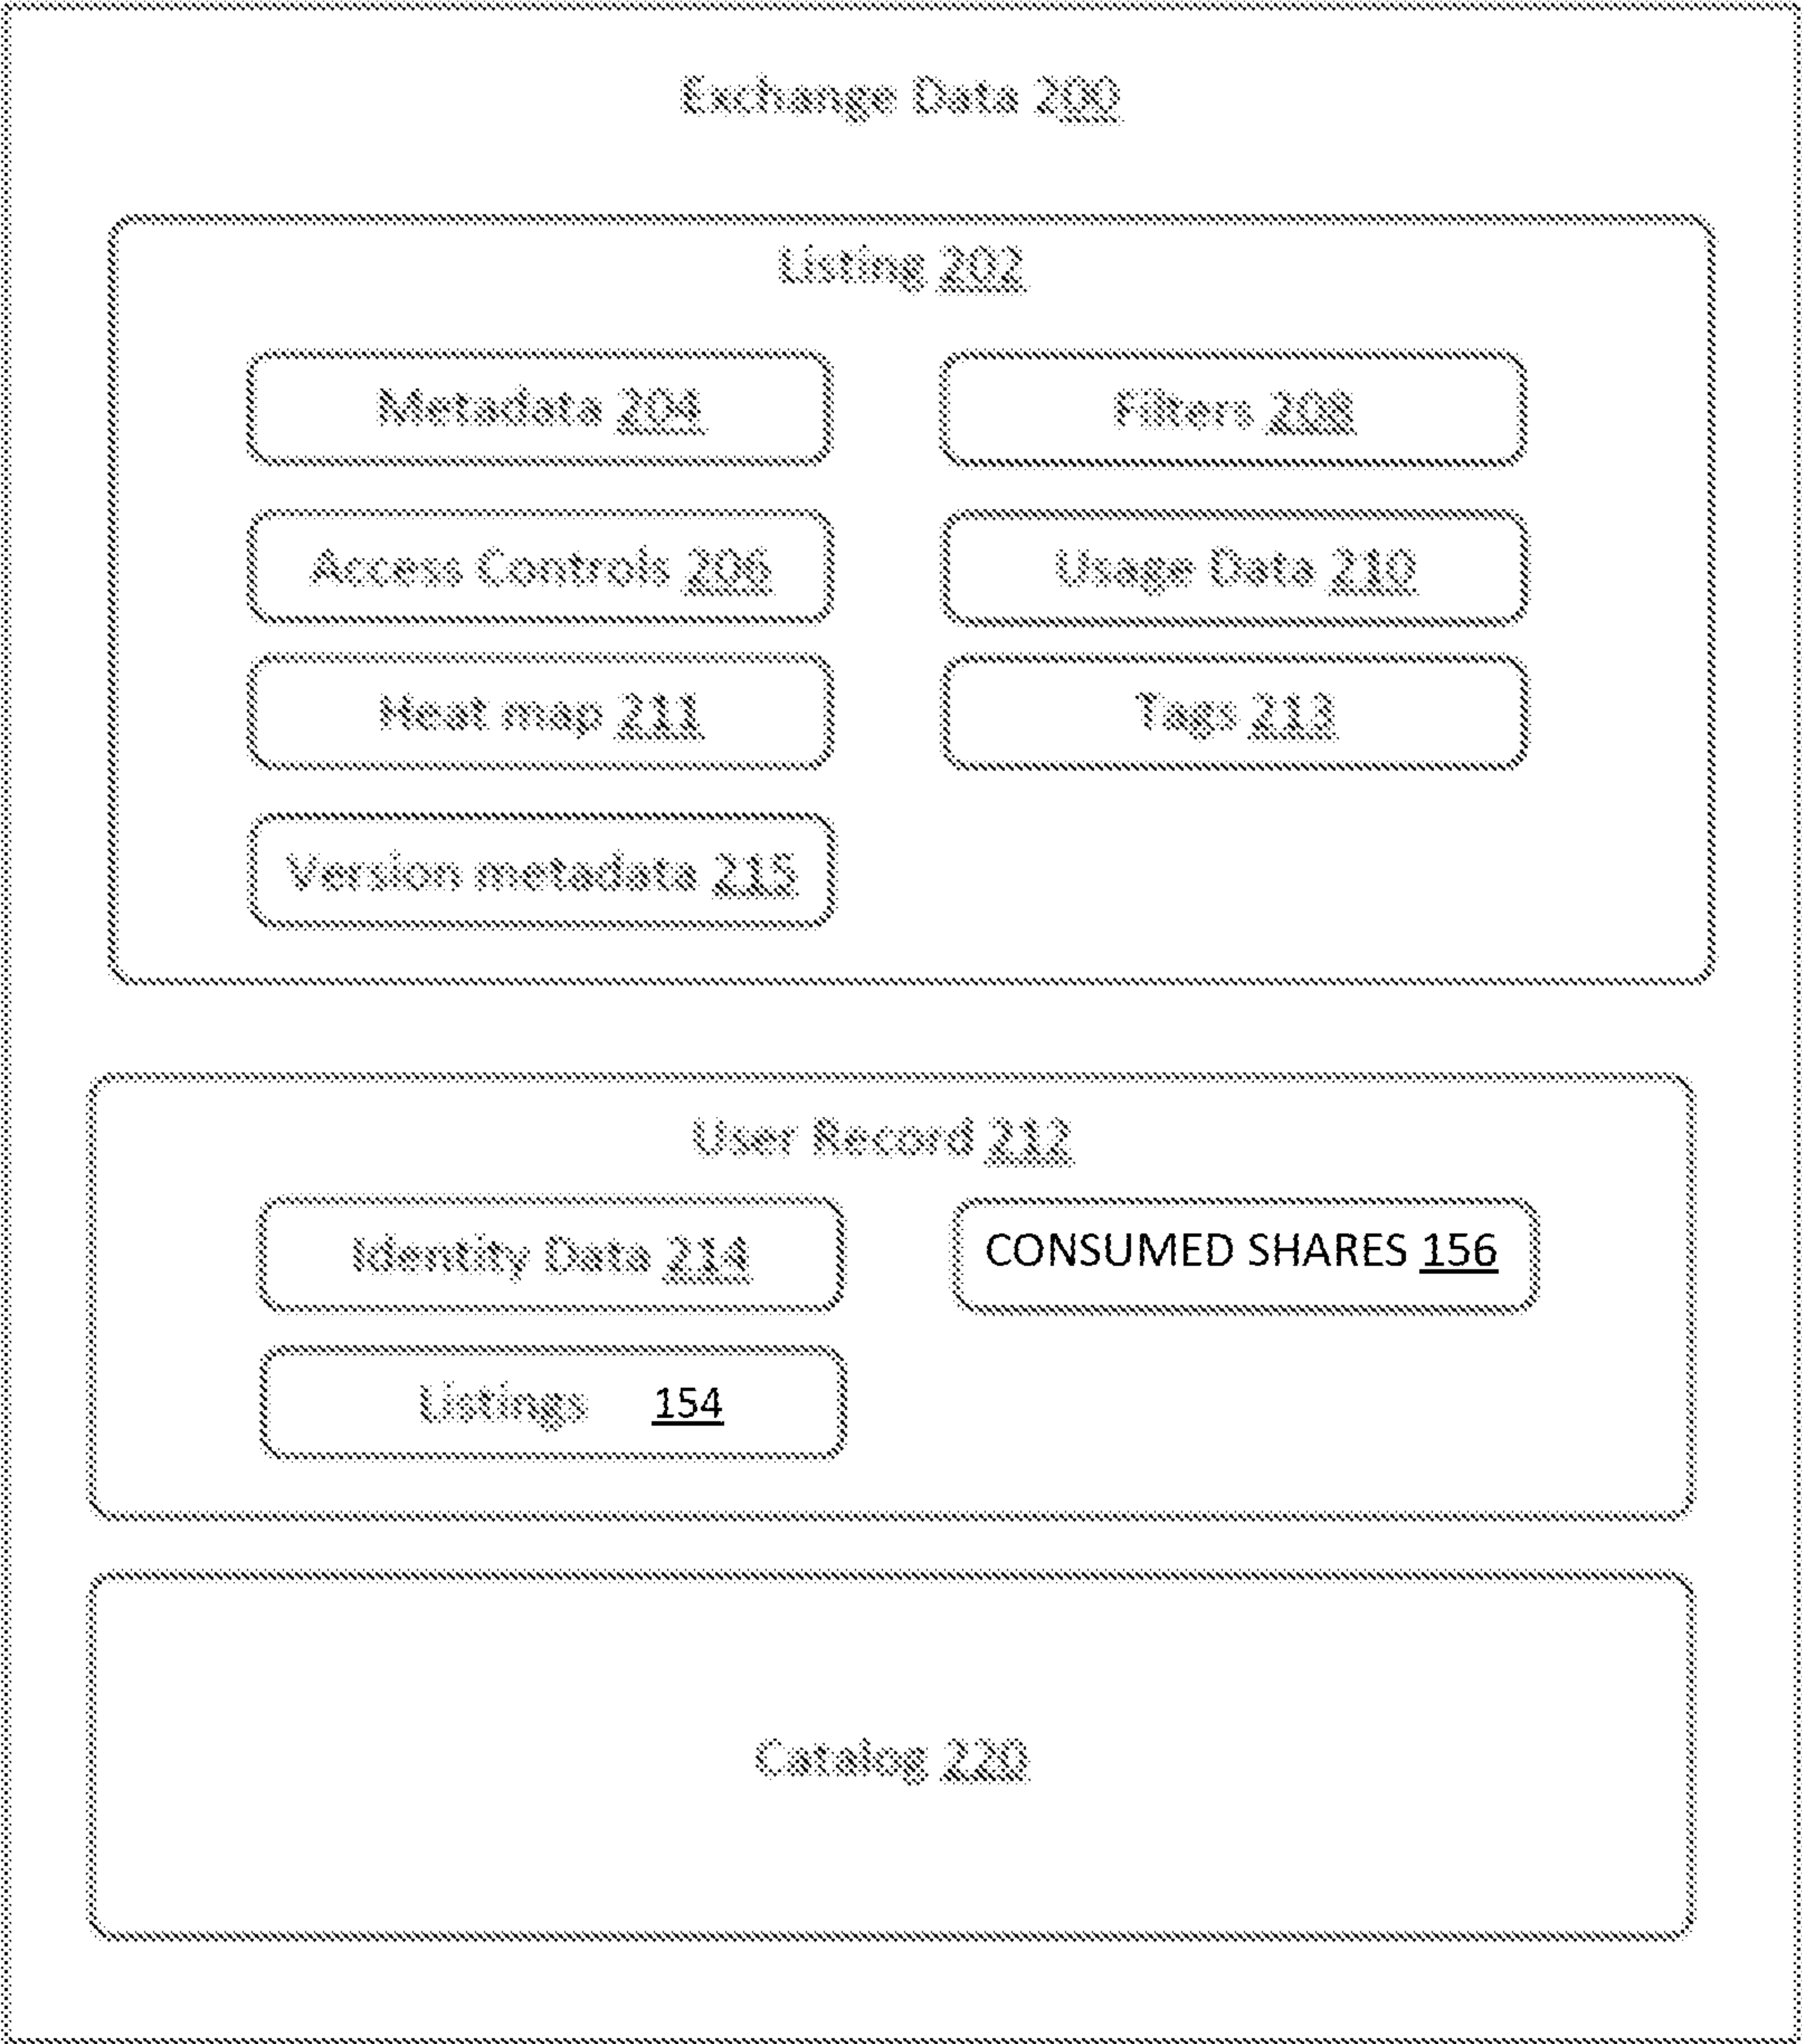 Exchange Data 200
Listing 202
Metadata 204
Filters 208
Access Controls 206
Usage Data 210
Heat map 211
Tags 213
Version metadata 215
User Record 212
Identity Data 214
CONSUMED SHARES 156
Listings 154
Catalog 220